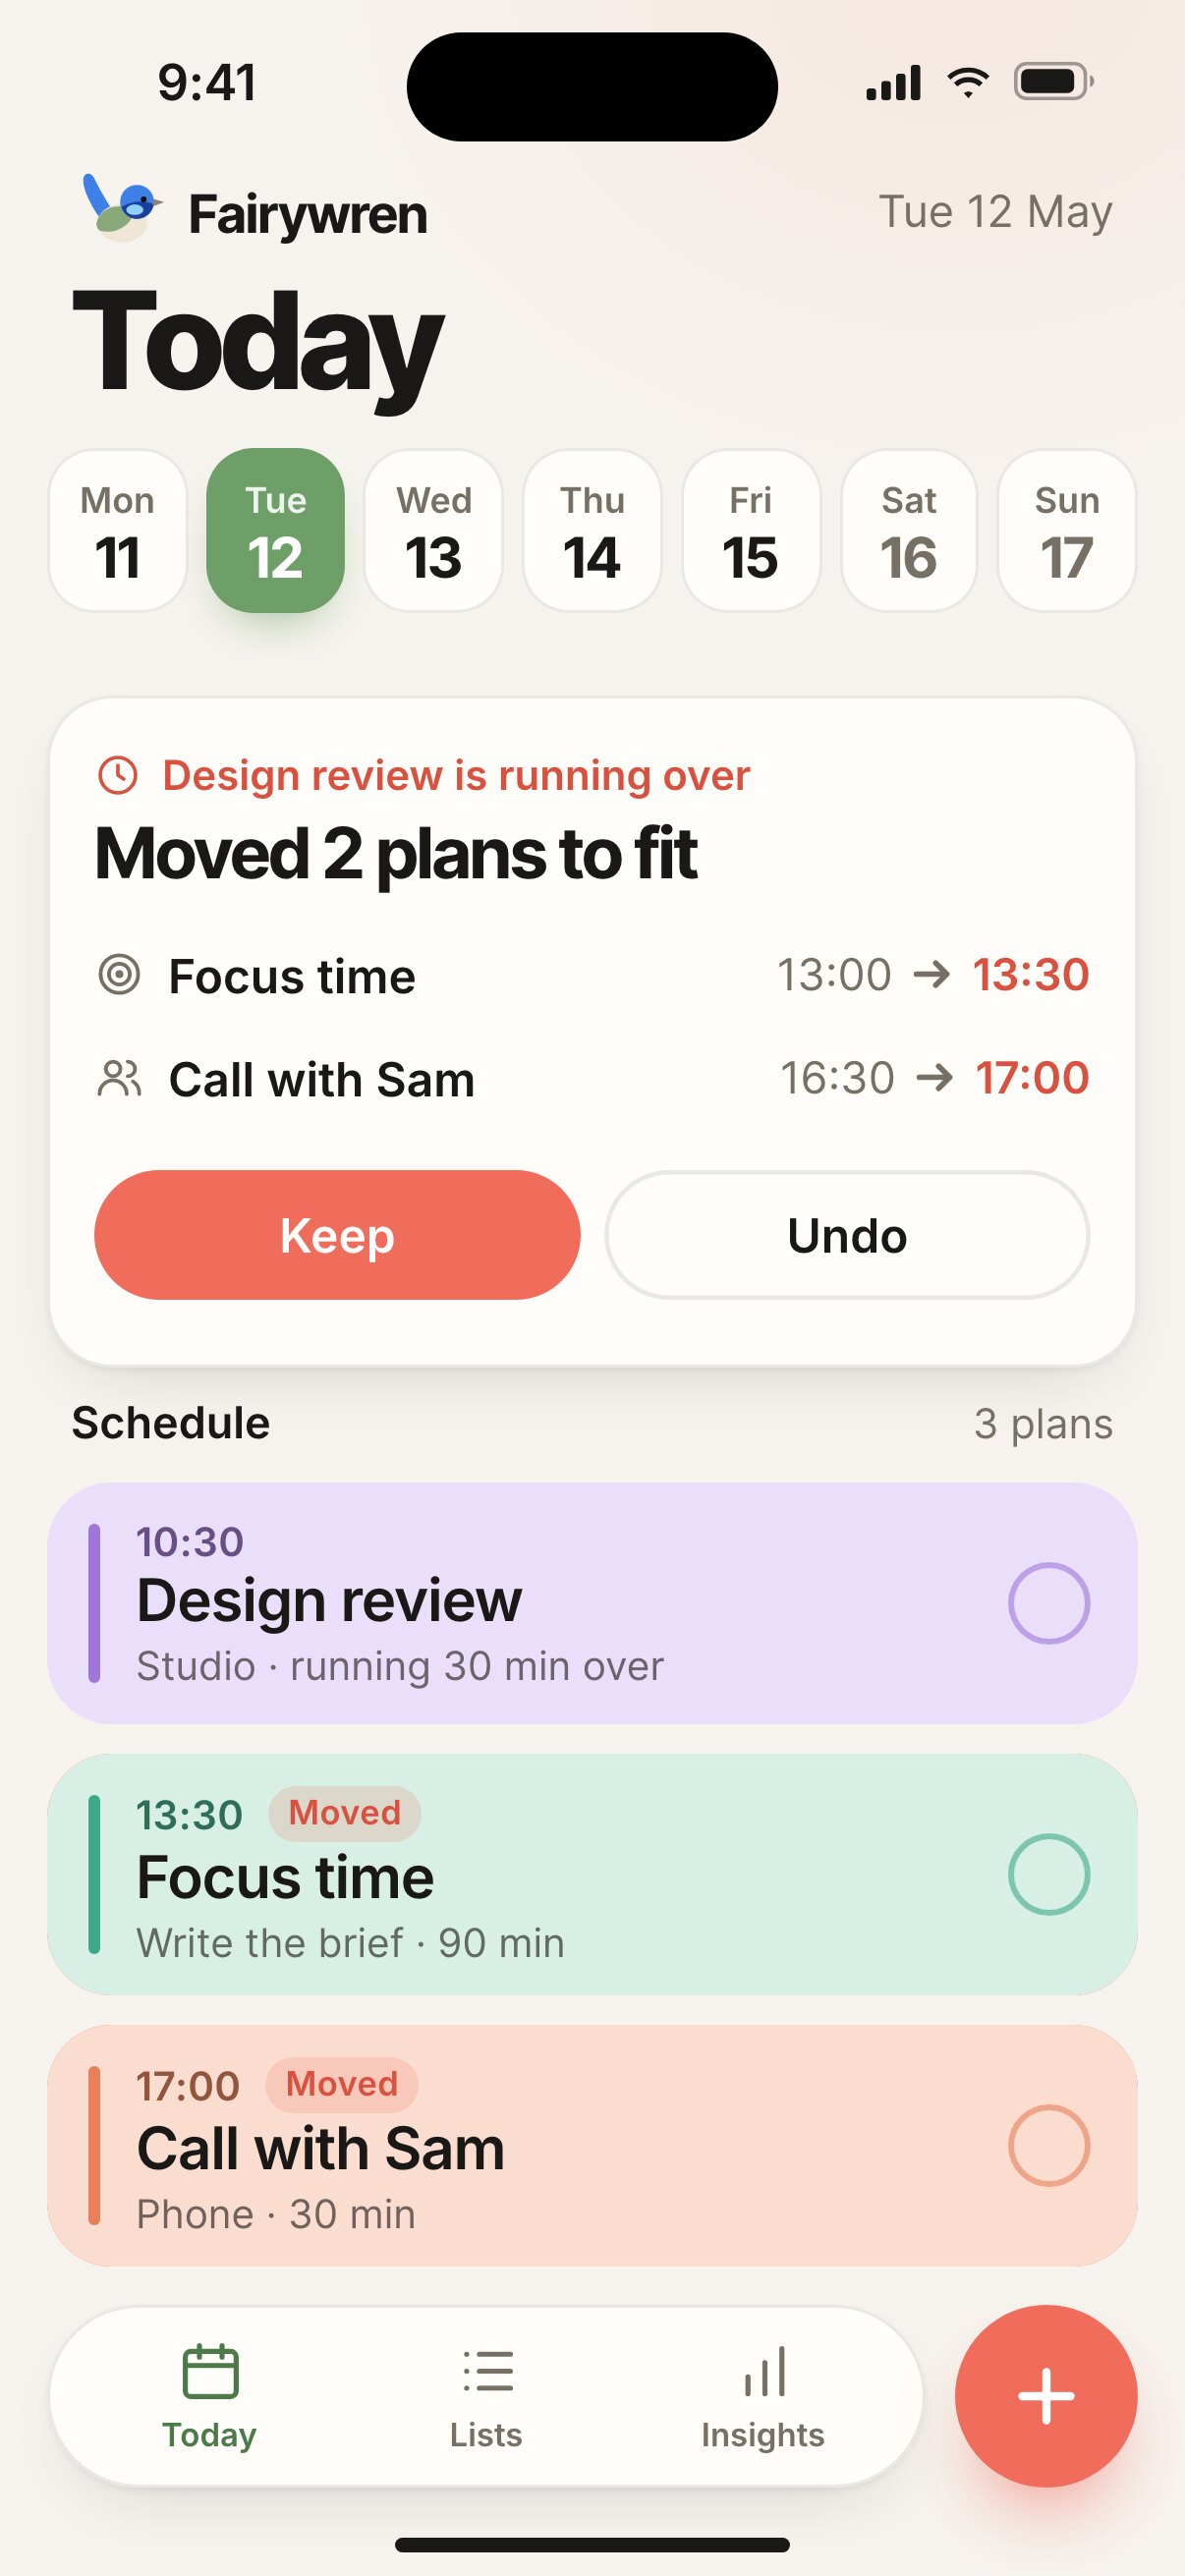 9:41
Fairywren
Tue 12 May
Today
Mon Tue Wed Thu Fri Sat Sun
11 12 13 14 15 16 17
Design review is running over
Moved 2 plans to fit
Focus time 13:00 → 13:30
Call with Sam 16:30 → 17:00
Keep Undo
Schedule 3 plans
10:30
Design review
Studio · running 30 min over
13:30 Moved
Focus time
Write the brief · 90 min
17:00 Moved
Call with Sam
Phone · 30 min
Today Lists Insights